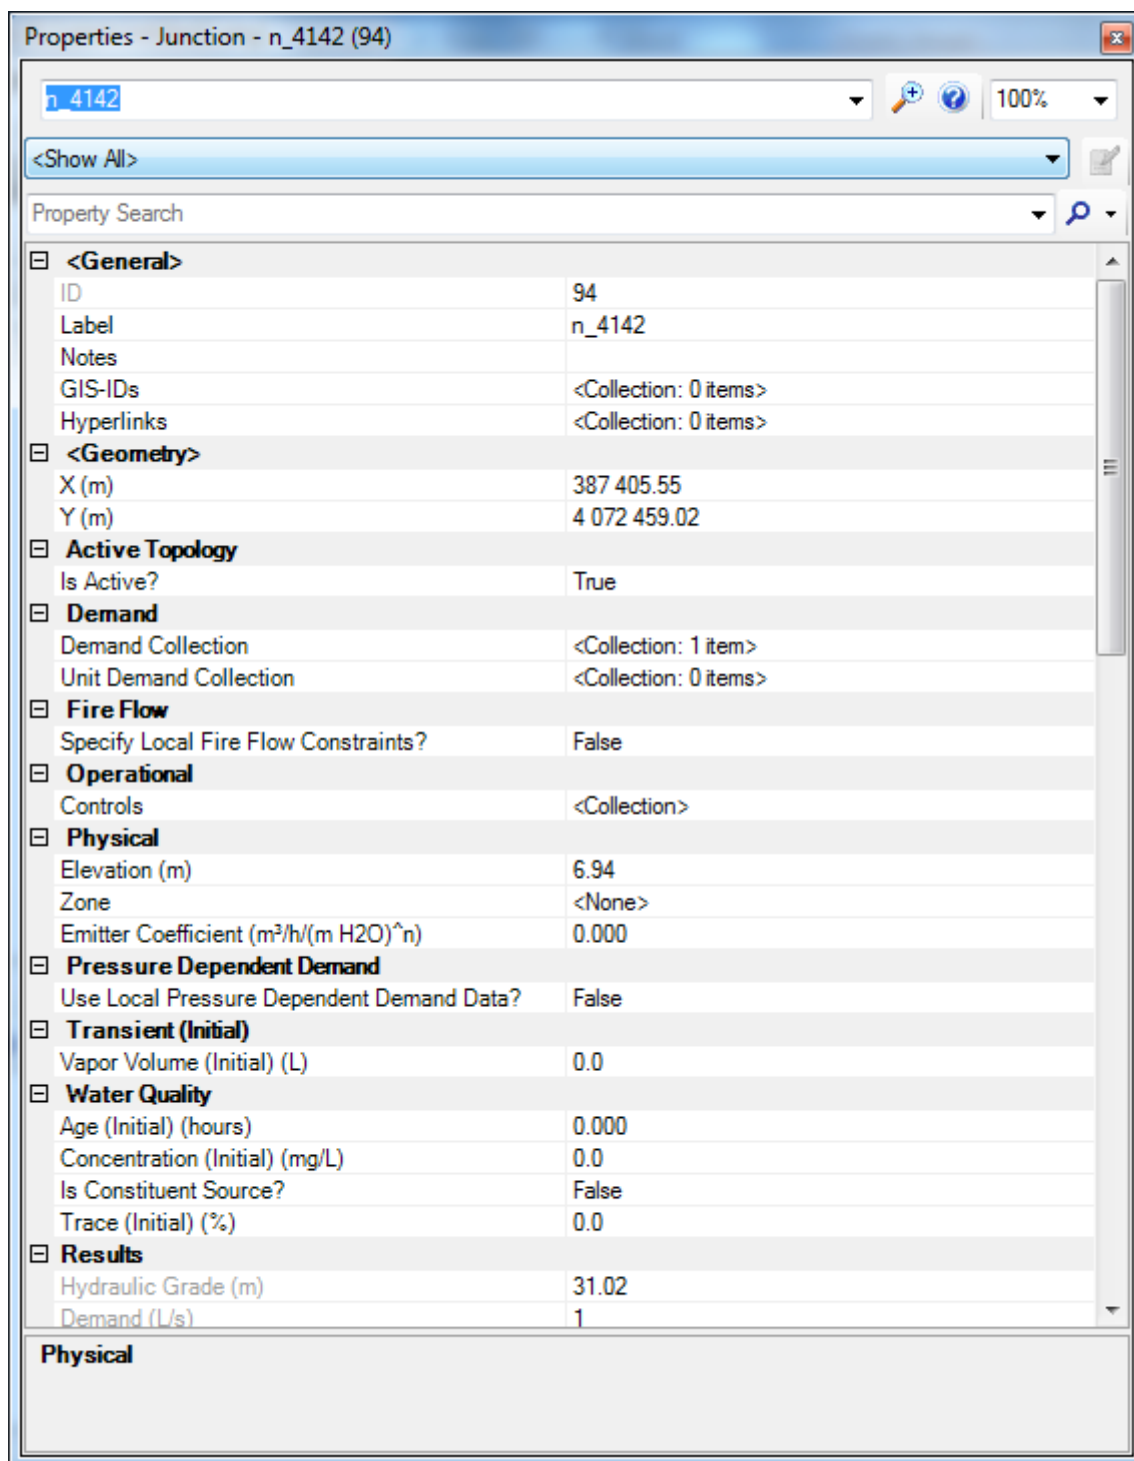 Properties - Junction - n_4142 (94)
n_4142 100%
<Show All>
Property Search
<General>
ID 94
Label n_4142
Notes
GIS-IDs <Collection: 0 items>
Hyperlinks <Collection: 0 items>
<Geometry>
X (m) 387 405.55
Y (m) 4 072 459.02
Active Topology
Is Active? True
Demand
Demand Collection <Collection: 1 item>
Unit Demand Collection <Collection: 0 items>
Fire Flow
Specify Local Fire Flow Constraints? False
Operational
Controls <Collection>
Physical
Elevation (m) 6.94
Zone <None>
Emitter Coefficient (m³/h/(m H2O)^n) 0.000
Pressure Dependent Demand
Use Local Pressure Dependent Demand Data? False
Transient (Initial)
Vapor Volume (Initial) (L) 0.0
Water Quality
Age (Initial) (hours) 0.000
Concentration (Initial) (mg/L) 0.0
Is Constituent Source? False
Trace (Initial) (%) 0.0
Results
Hydraulic Grade (m) 31.02
Demand (L/s) 1
Physical